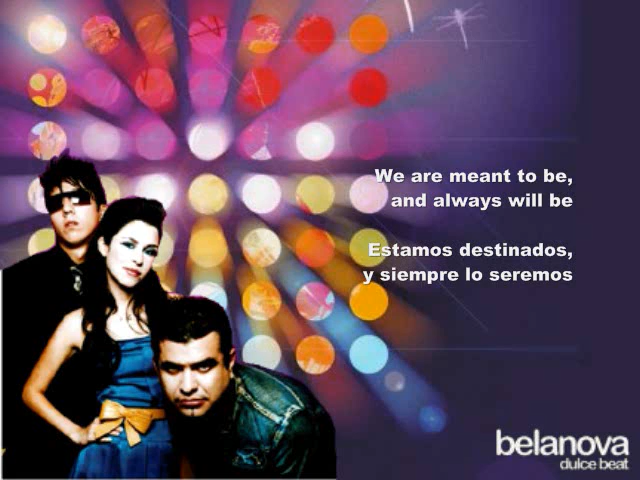 We are meant to be,
and always will be
Estamos destinados,
y siempre lo seremos
belanova
dulce beat